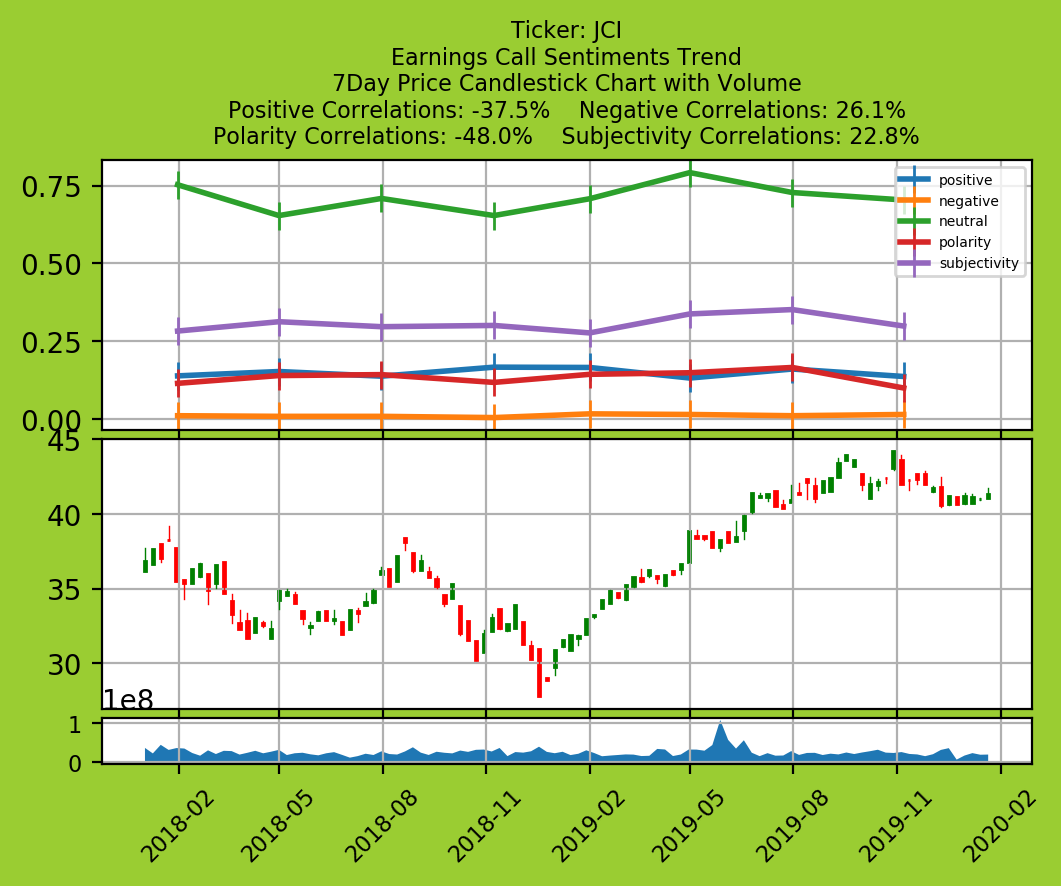 Ticker: JCI
Earnings Call Sentiments Trend
7Day Price Candlestick Chart with Volume
Positive Correlations: -37.5% Negative Correlations: 26.1%
Polarity Correlations: -48.0% Subjectivity Correlations: 22.8%
0.75
0.50
0.25
0.00
positive
negative
neutral
polarity
subjectivity
45
40
35
30
1e8
1
0
2018-02
2018-05
2018-08
2018-11
2019-02
2019-05
2019-08
2019-11
2020-02